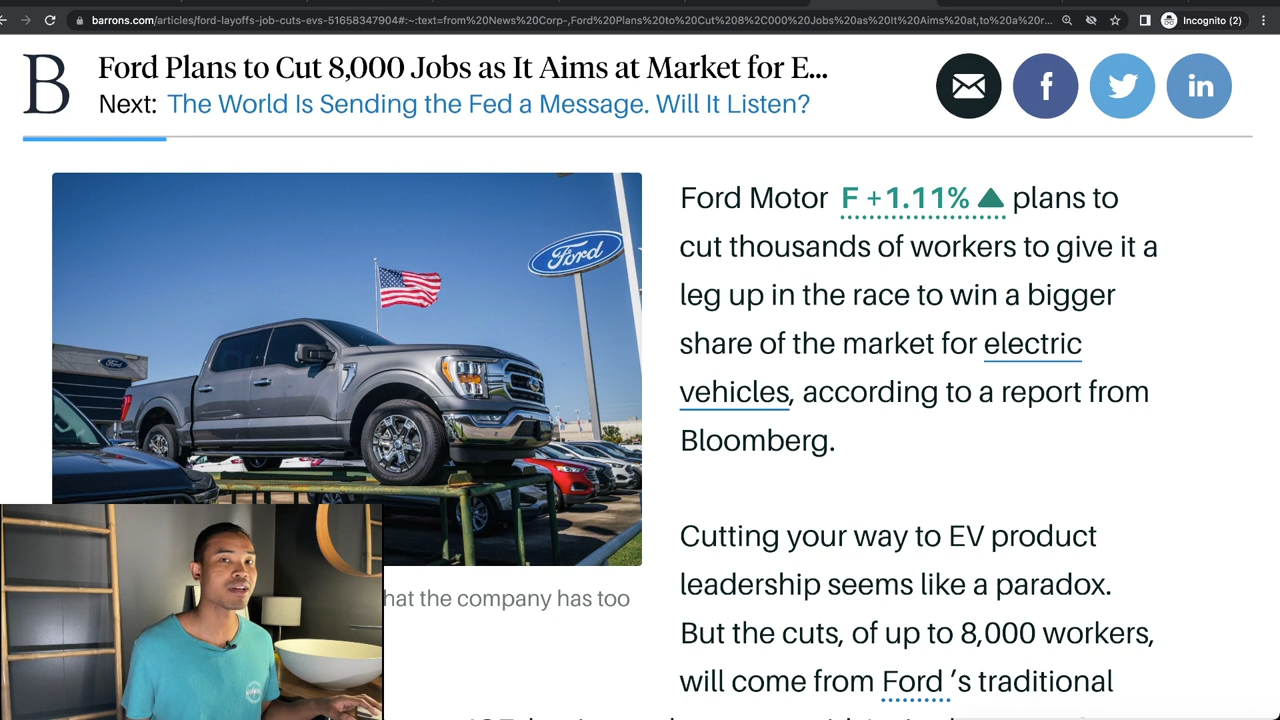 barrons.com/articles/ford-layoffs-job-cuts-evs-51658347904#:~:text=from%20News%20Corp-,Ford%20Plans%20to%20Cut%208%2C000%20Jobs%20as%20It%20Aims%20at,to%20a%20r...
Incognito (2)
B
Ford Plans to Cut 8,000 Jobs as It Aims at Market for E...
Next: The World Is Sending the Fed a Message. Will It Listen?
f
in
Ford
Ford
Ford Motor F +1.11% ▲ plans to
cut thousands of workers to give it a
leg up in the race to win a bigger
share of the market for electric
vehicles, according to a report from
Bloomberg.
hat the company has too
Cutting your way to EV product
leadership seems like a paradox.
But the cuts, of up to 8,000 workers,
will come from Ford 's traditional